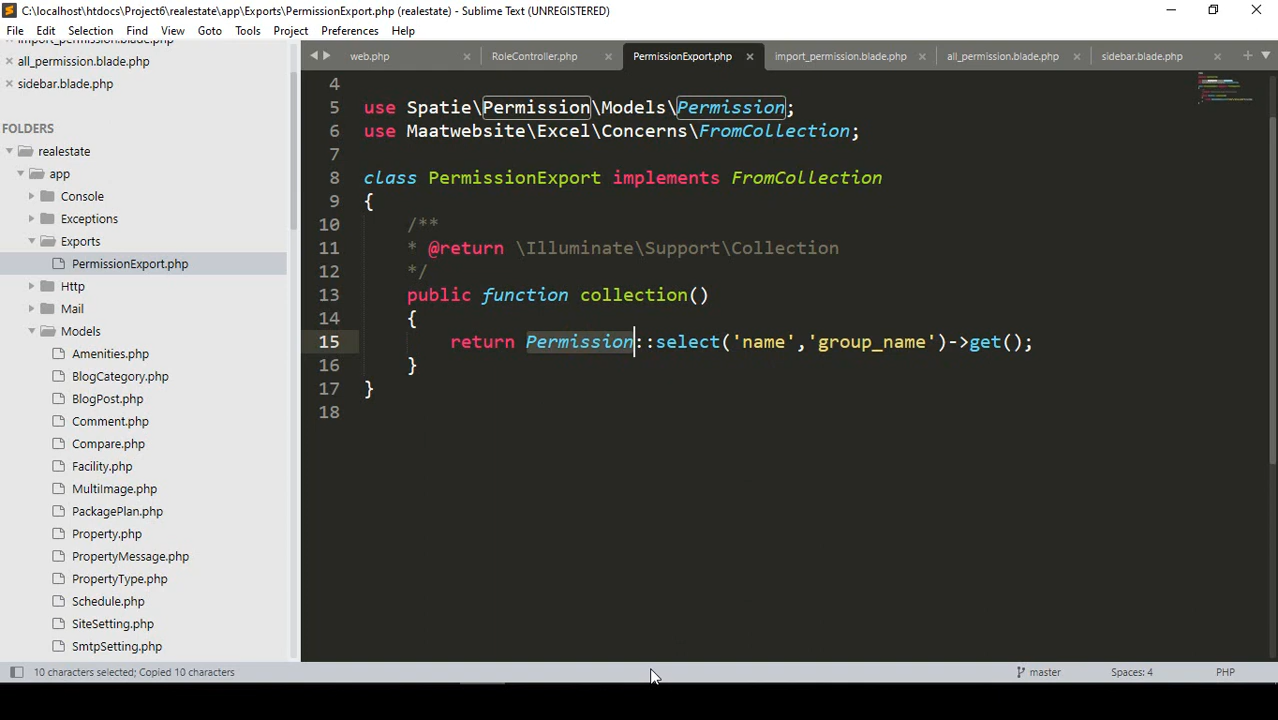 C:\localhost\htdocs\Project6\realestate\app\Exports\PermissionExport.php (realestate) - Sublime Text (UNREGISTERED)
File Edit Selection Find View Goto Tools Project Preferences Help
import_permission.blade.php
all_permission.blade.php
sidebar.blade.php
FOLDERS
realestate
app
Console
Exceptions
Exports
PermissionExport.php
Http
Mail
Models
Amenities.php
BlogCategory.php
BlogPost.php
Comment.php
Compare.php
Facility.php
MultiImage.php
PackagePlan.php
Property.php
PropertyMessage.php
PropertyType.php
Schedule.php
SiteSetting.php
SmtpSetting.php
web.php RoleController.php PermissionExport.php import_permission.blade.php all_permission.blade.php sidebar.blade.php
4
5 use Spatie\Permission\Models\Permission;
6 use Maatwebsite\Excel\Concerns\FromCollection;
7
8 class PermissionExport implements FromCollection
9 {
10 /**
11 * @return \Illuminate\Support\Collection
12 */
13 public function collection()
14 {
15 return Permission::select('name','group_name')->get();
16 }
17 }
18
10 characters selected; Copied 10 characters master Spaces: 4 PHP